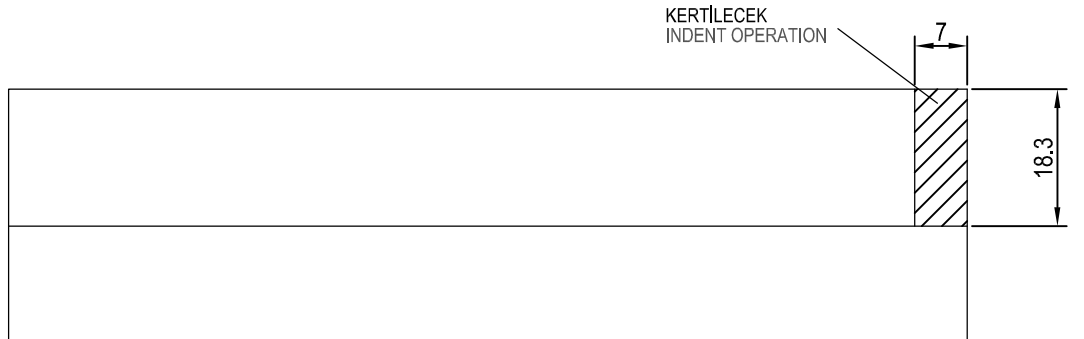 KERTİLECEK
INDENT OPERATION
7
18.3